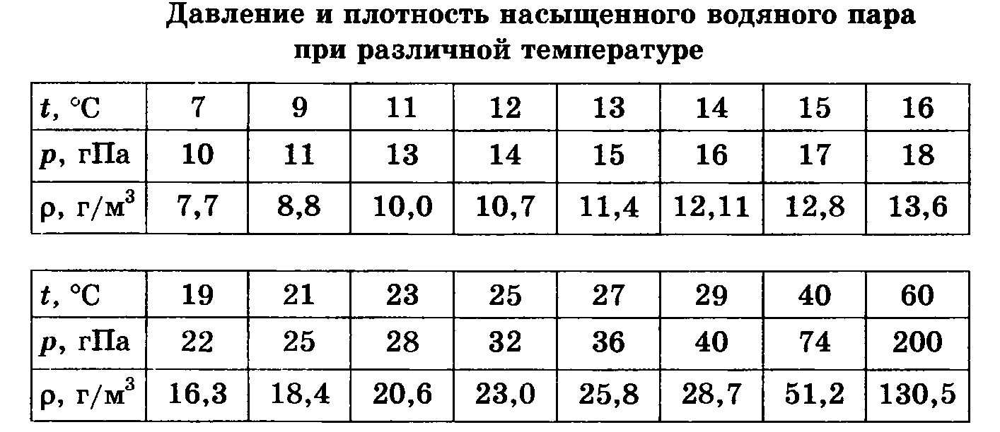 Давление и плотность насыщенного водяного пара
при различной температуре
t, °C 7 9 11 12 13 14 15 16
p, гПа 10 11 13 14 15 16 17 18
ρ, г/м³ 7,7 8,8 10,0 10,7 11,4 12,11 12,8 13,6
t, °C 19 21 23 25 27 29 40 60
p, гПа 22 25 28 32 36 40 74 200
ρ, г/м³ 16,3 18,4 20,6 23,0 25,8 28,7 51,2 130,5